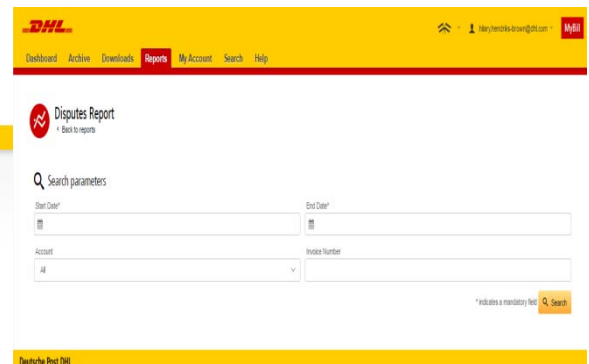 DHL
hilary.hendriks-brown@dhl.com
MyBill
Dashboard Archive Downloads Reports My Account Search Help
Disputes Report
Back to reports
Search parameters
Start Date* End Date*
Account Invoice Number
All
* indicates a mandatory field Search
Deutsche Post DHL